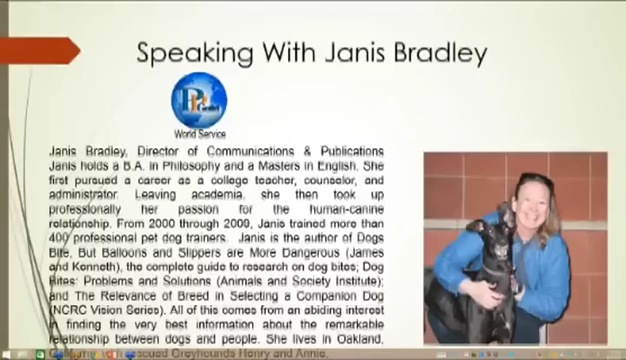 Speaking With Janis Bradley
World Service
Janis Bradley, Director of Communications & Publications
Janis holds a B.A. in Philosophy and a Masters in English. She
first pursued a career as a college teacher, counselor, and
administrator. Leaving academia, she then took up
professionally her passion for the human-canine
relationship. From 2000 through 2009, Janis trained more than
400 professional pet dog trainers. Janis is the author of Dogs
Bite, But Balloons and Slippers are More Dangerous (James
and Kenneth), the complete guide to research on dog bites; Dog
Bites: Problems and Solutions (Animals and Society Institute);
and The Relevance of Breed in Selecting a Companion Dog
(NCRC Vision Series). All of this comes from an abiding interest
in finding the very best information about the remarkable
relationship between dogs and people. She lives in Oakland,
rescued Greyhounds Henry and Annie.